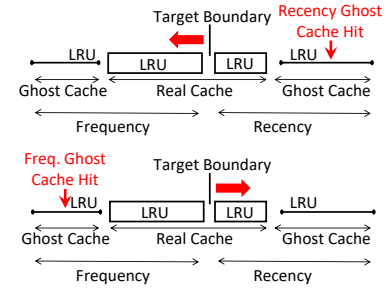 Target Boundary
Recency Ghost
Cache Hit
LRU LRU LRU LRU
Ghost Cache Real Cache Ghost Cache
Frequency Recency
Freq. Ghost
Cache Hit
Target Boundary
LRU LRU LRU LRU
Ghost Cache Real Cache Ghost Cache
Frequency Recency